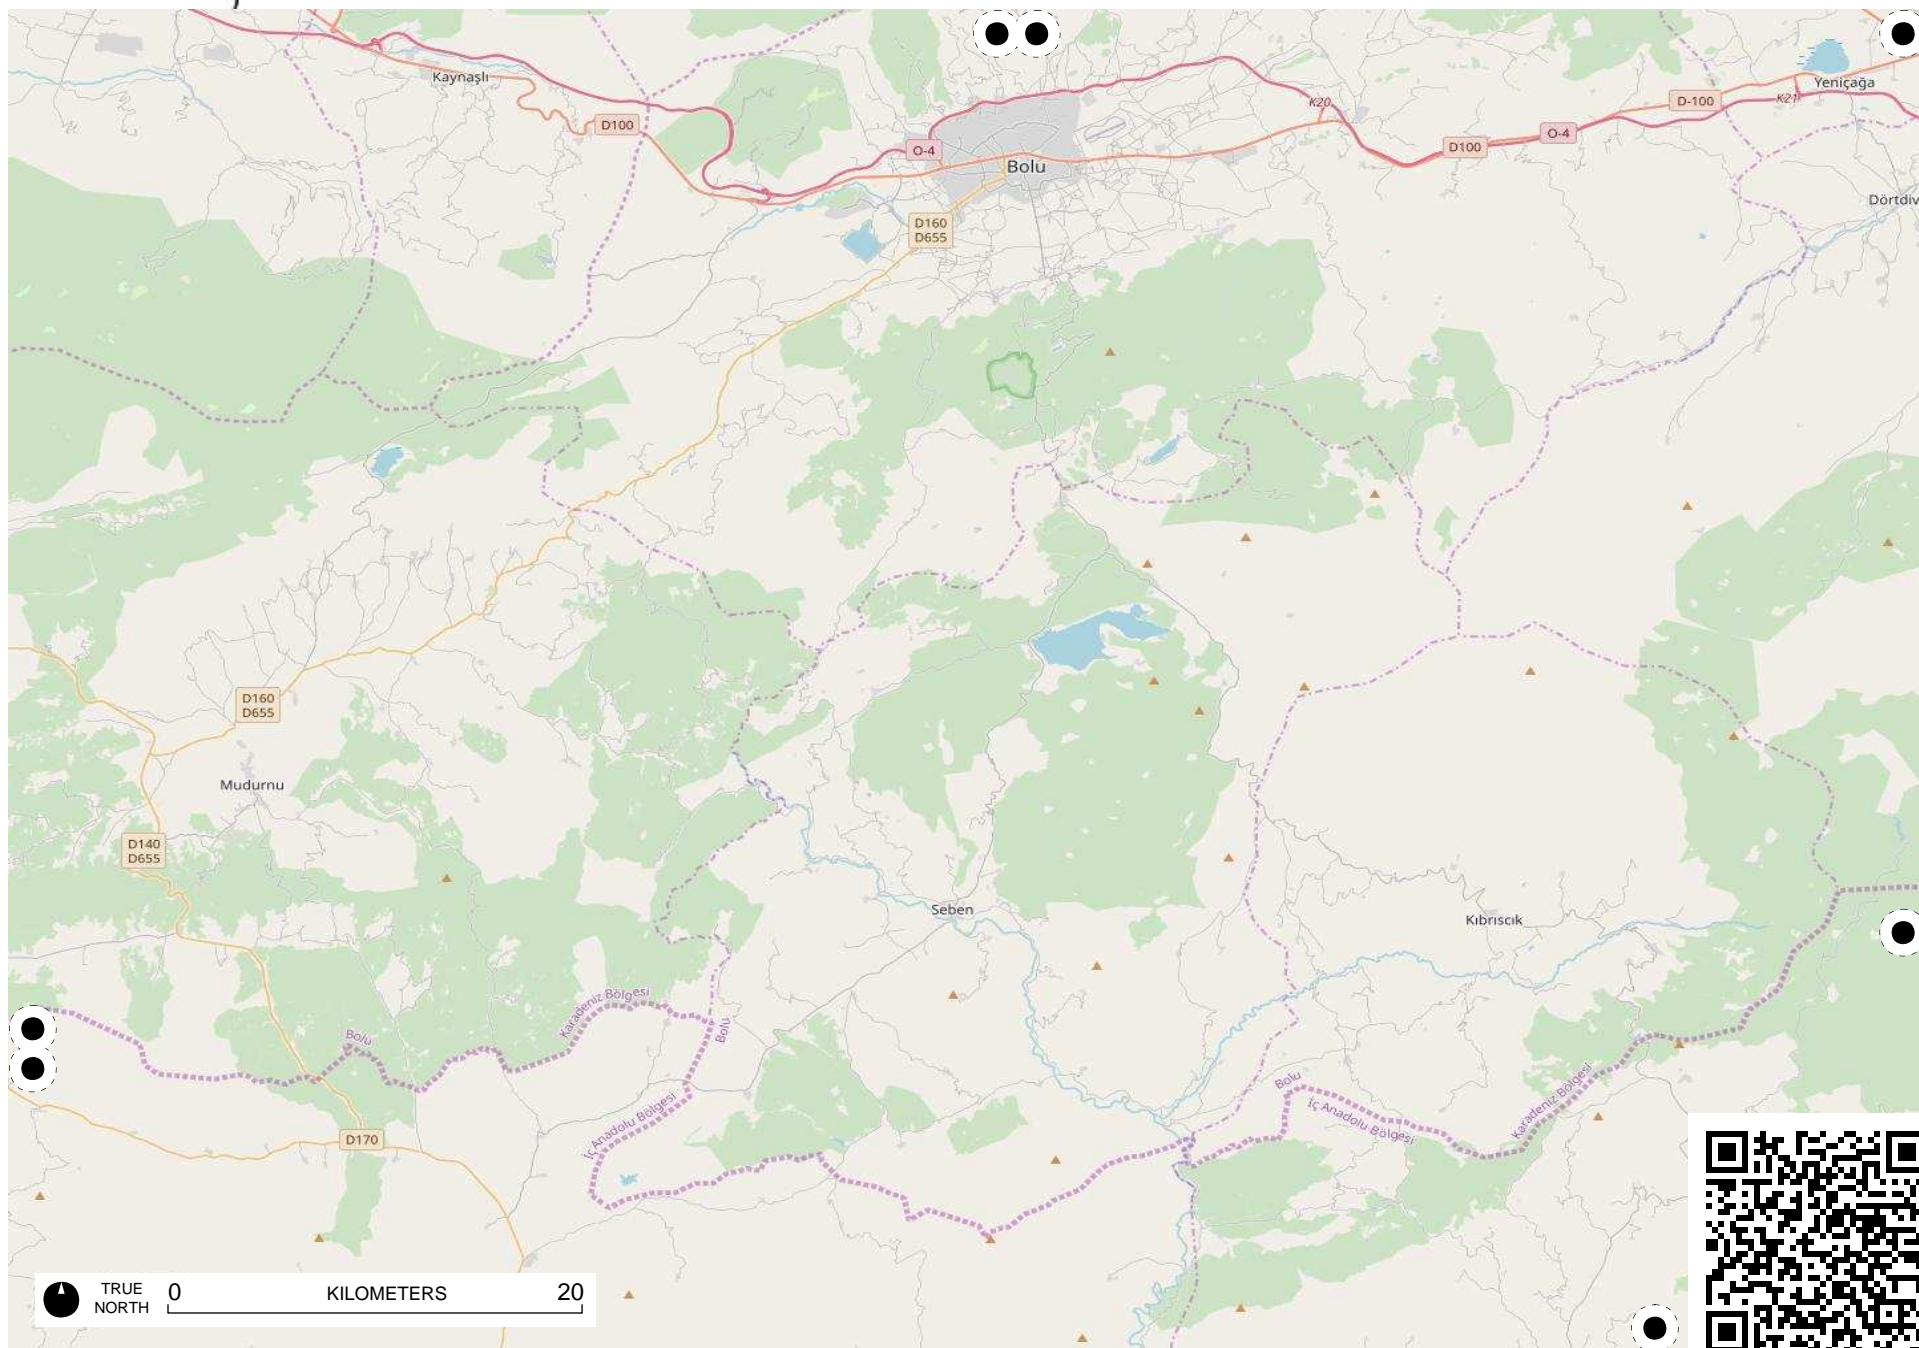 Kaynaşlı
K20
Yeniçağa
D-100
K21
D100
O-4
O-4
D100
Bolu
Dörtdiv
D160
D655
D160
D655
Mudurnu
D140
D655
Seben
Kıbrıscık
Karadeniz Bölgesi
Bolu
Bolu
Bolu
İç Anadolu Bölgesi
İç Anadolu Bölgesi
Karadeniz Bölgesi
D170
TRUE
NORTH
0 KILOMETERS 20